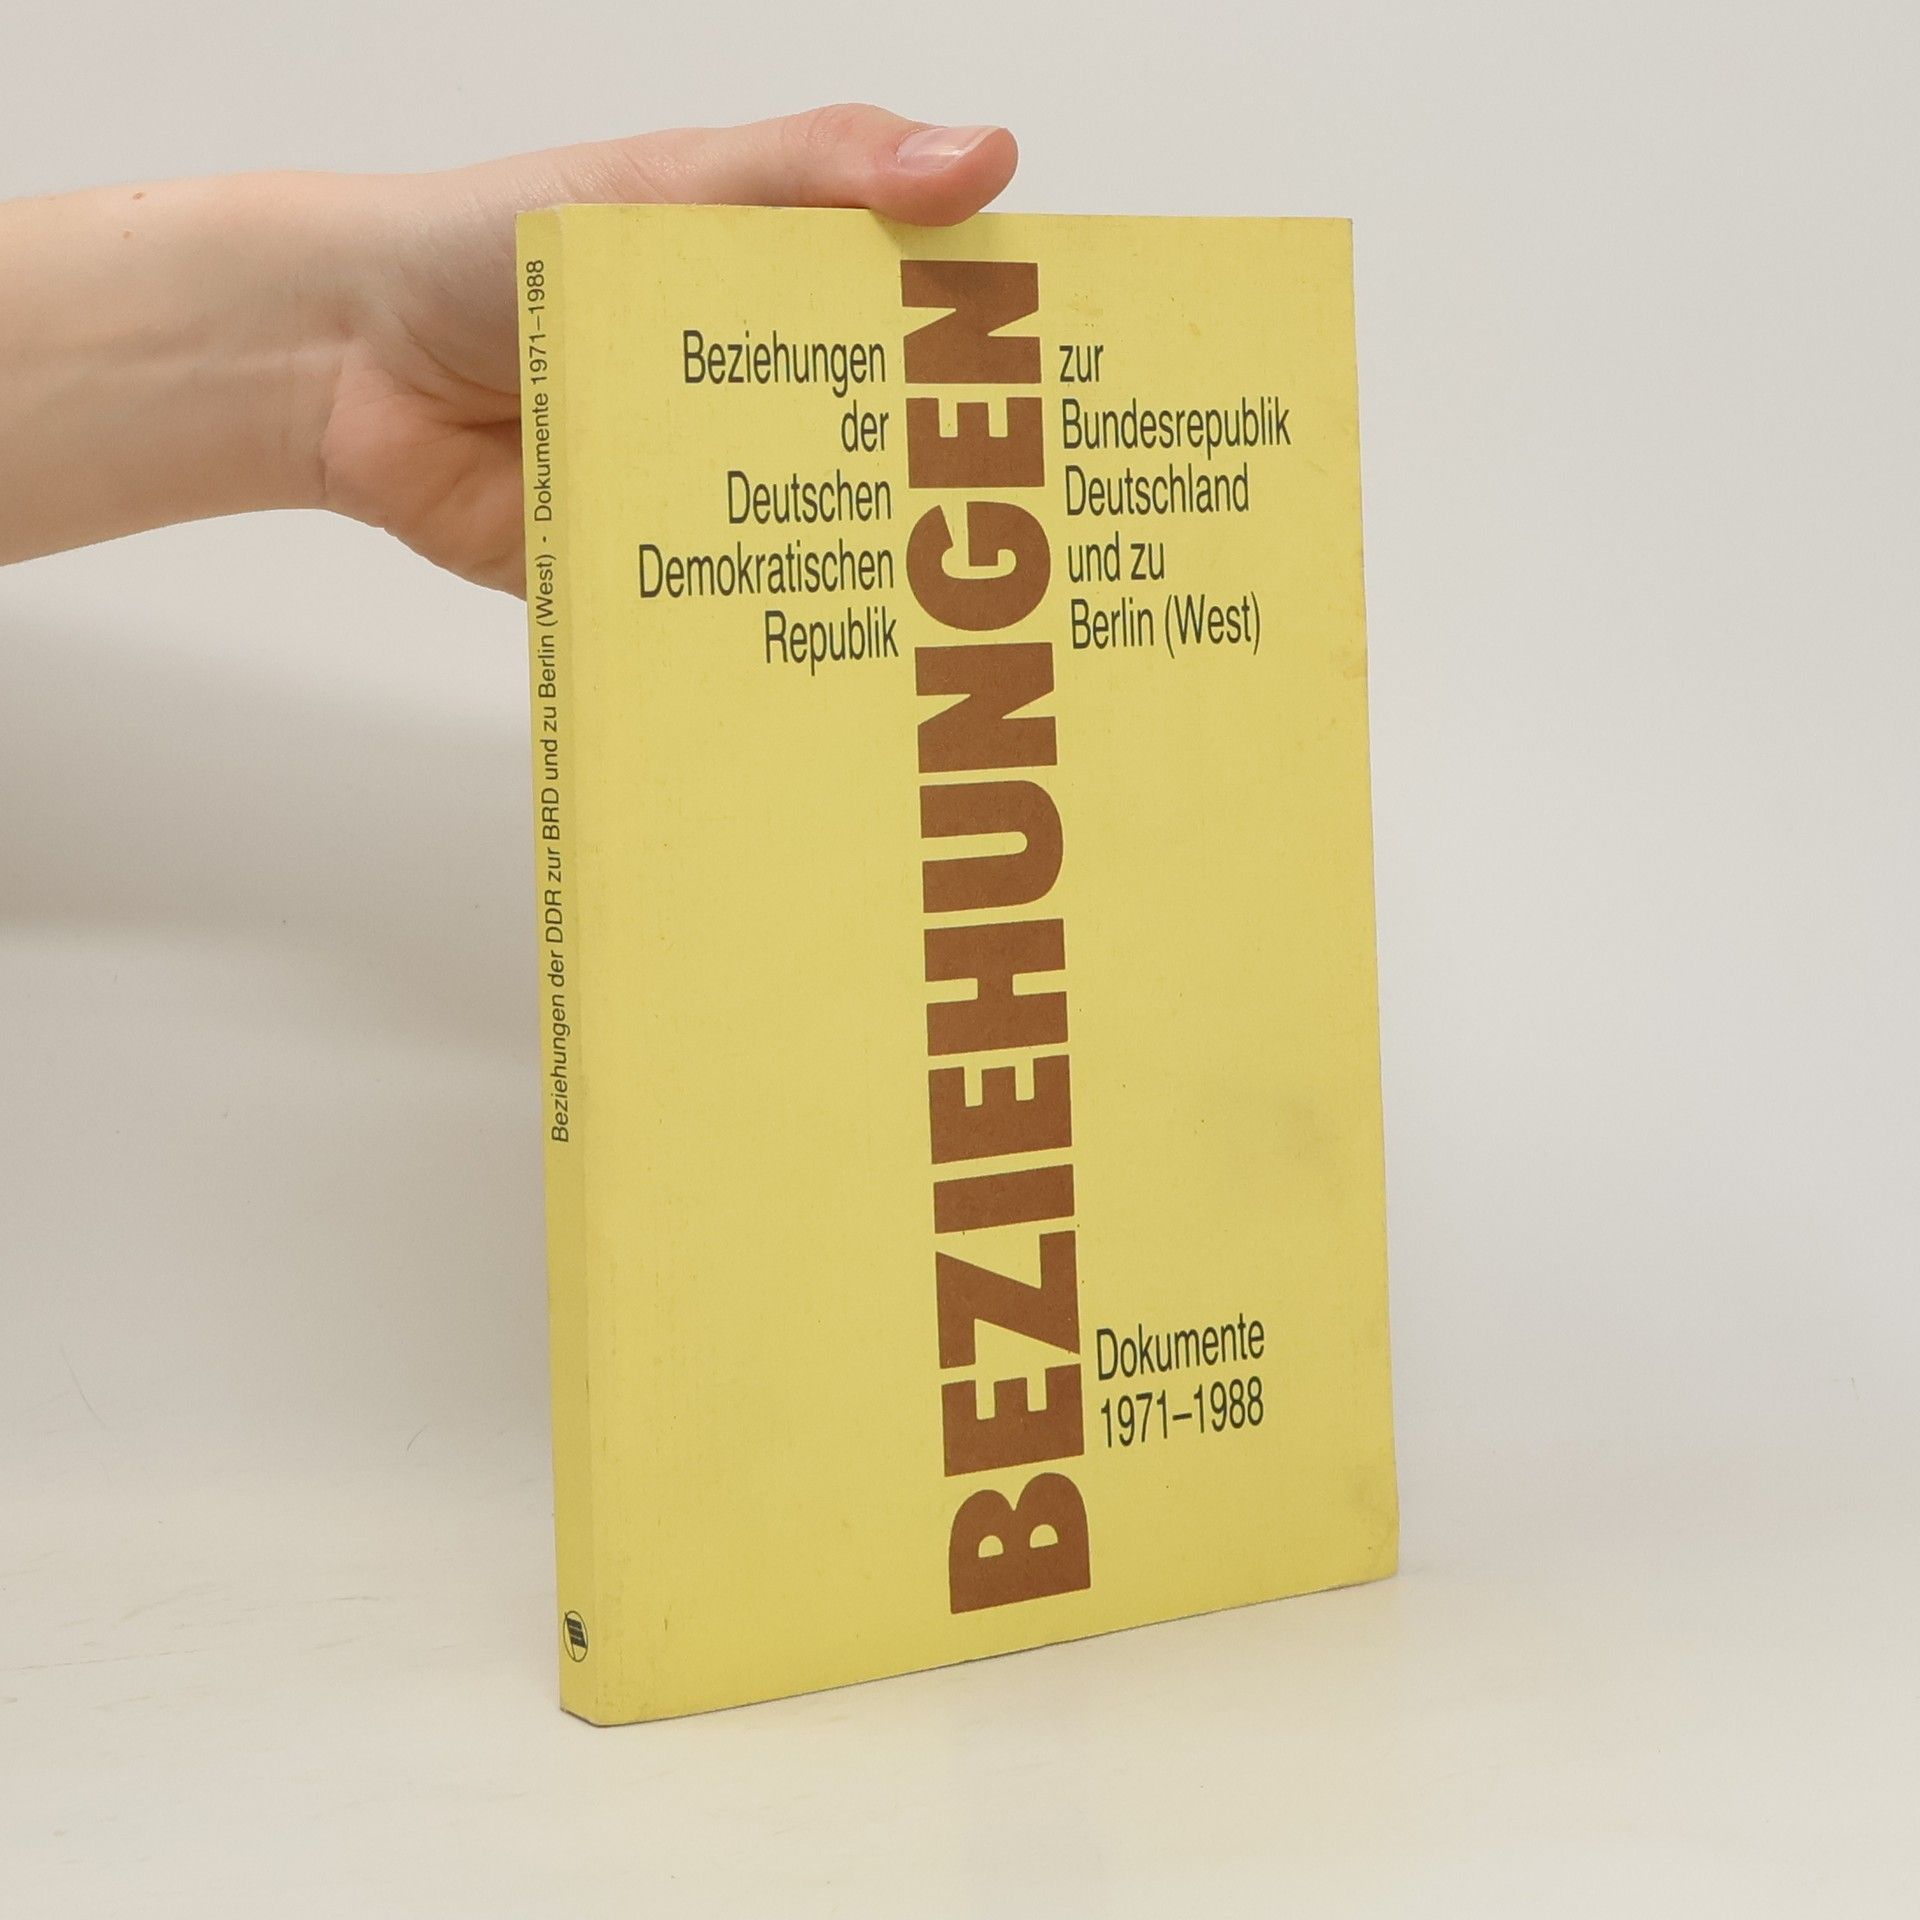 Beziehungen der DDR zur BRD und zu Berlin (West) - Dokumente 1971–1988
BEZIEHUNGEN
Beziehungen
der
Deutschen
Demokratischen
Republik
zur
Bundesrepublik
Deutschland
und zu
Berlin (West)
Dokumente
1971–1988